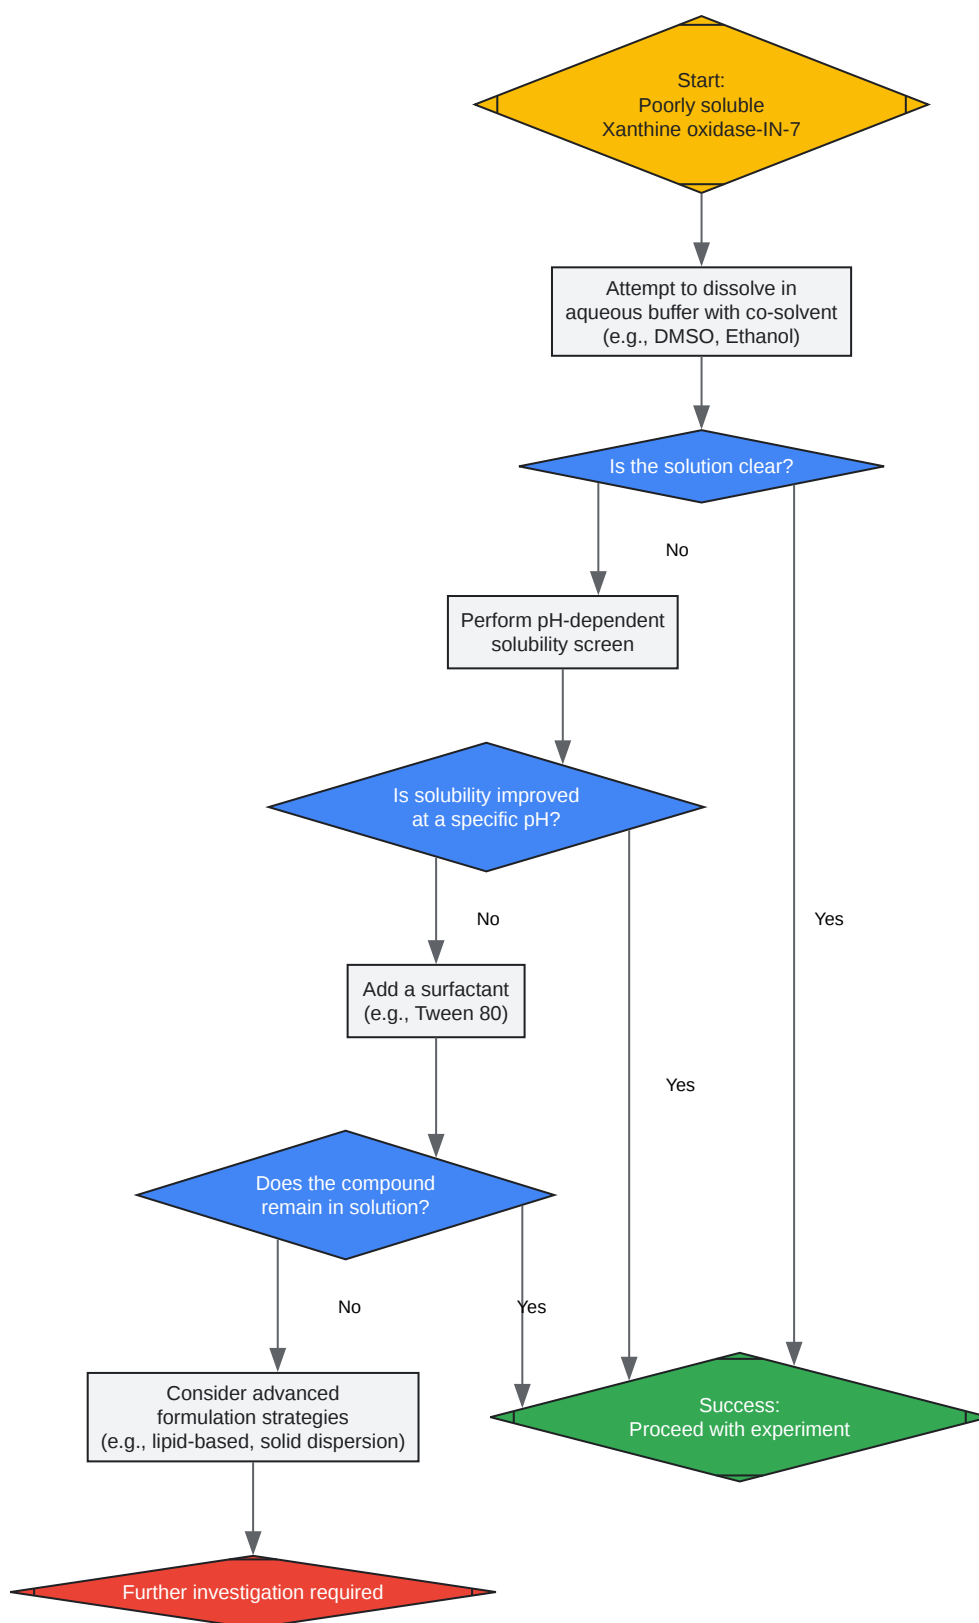 Start:
Poorly soluble
Xanthine oxidase-IN-7
Attempt to dissolve in
aqueous buffer with co-solvent
(e.g., DMSO, Ethanol)
Is the solution clear?
No
Perform pH-dependent
solubility screen
Is solubility improved
at a specific pH?
No
Yes
Add a surfactant
(e.g., Tween 80)
Yes
Does the compound
remain in solution?
No
Yes
Consider advanced
formulation strategies
(e.g., lipid-based, solid dispersion)
Success:
Proceed with experiment
Further investigation required